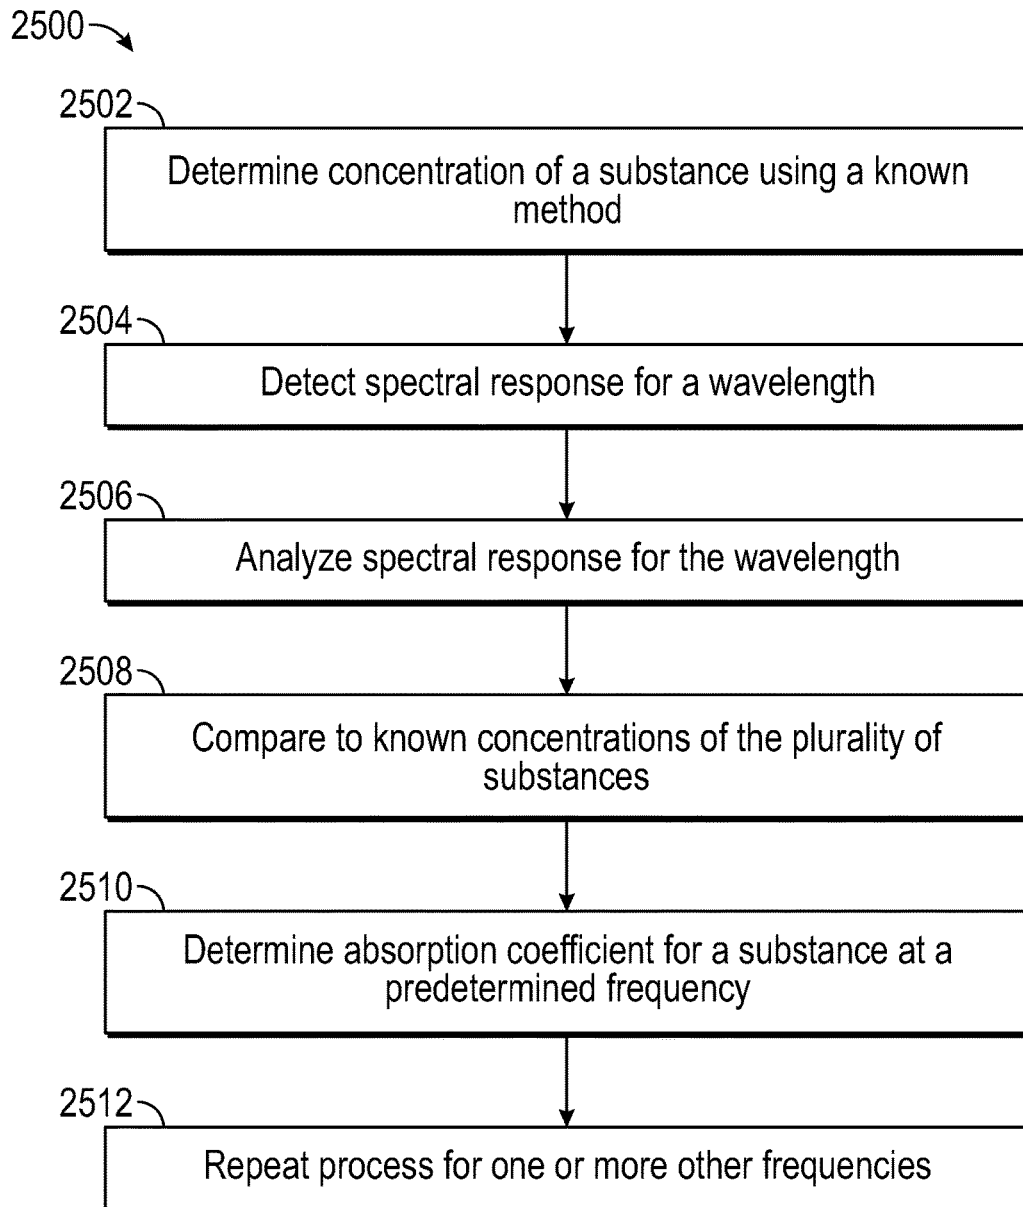 2500
2502
Determine concentration of a substance using a known
method
2504
Detect spectral response for a wavelength
2506
Analyze spectral response for the wavelength
2508
Compare to known concentrations of the plurality of
substances
2510
Determine absorption coefficient for a substance at a
predetermined frequency
2512
Repeat process for one or more other frequencies